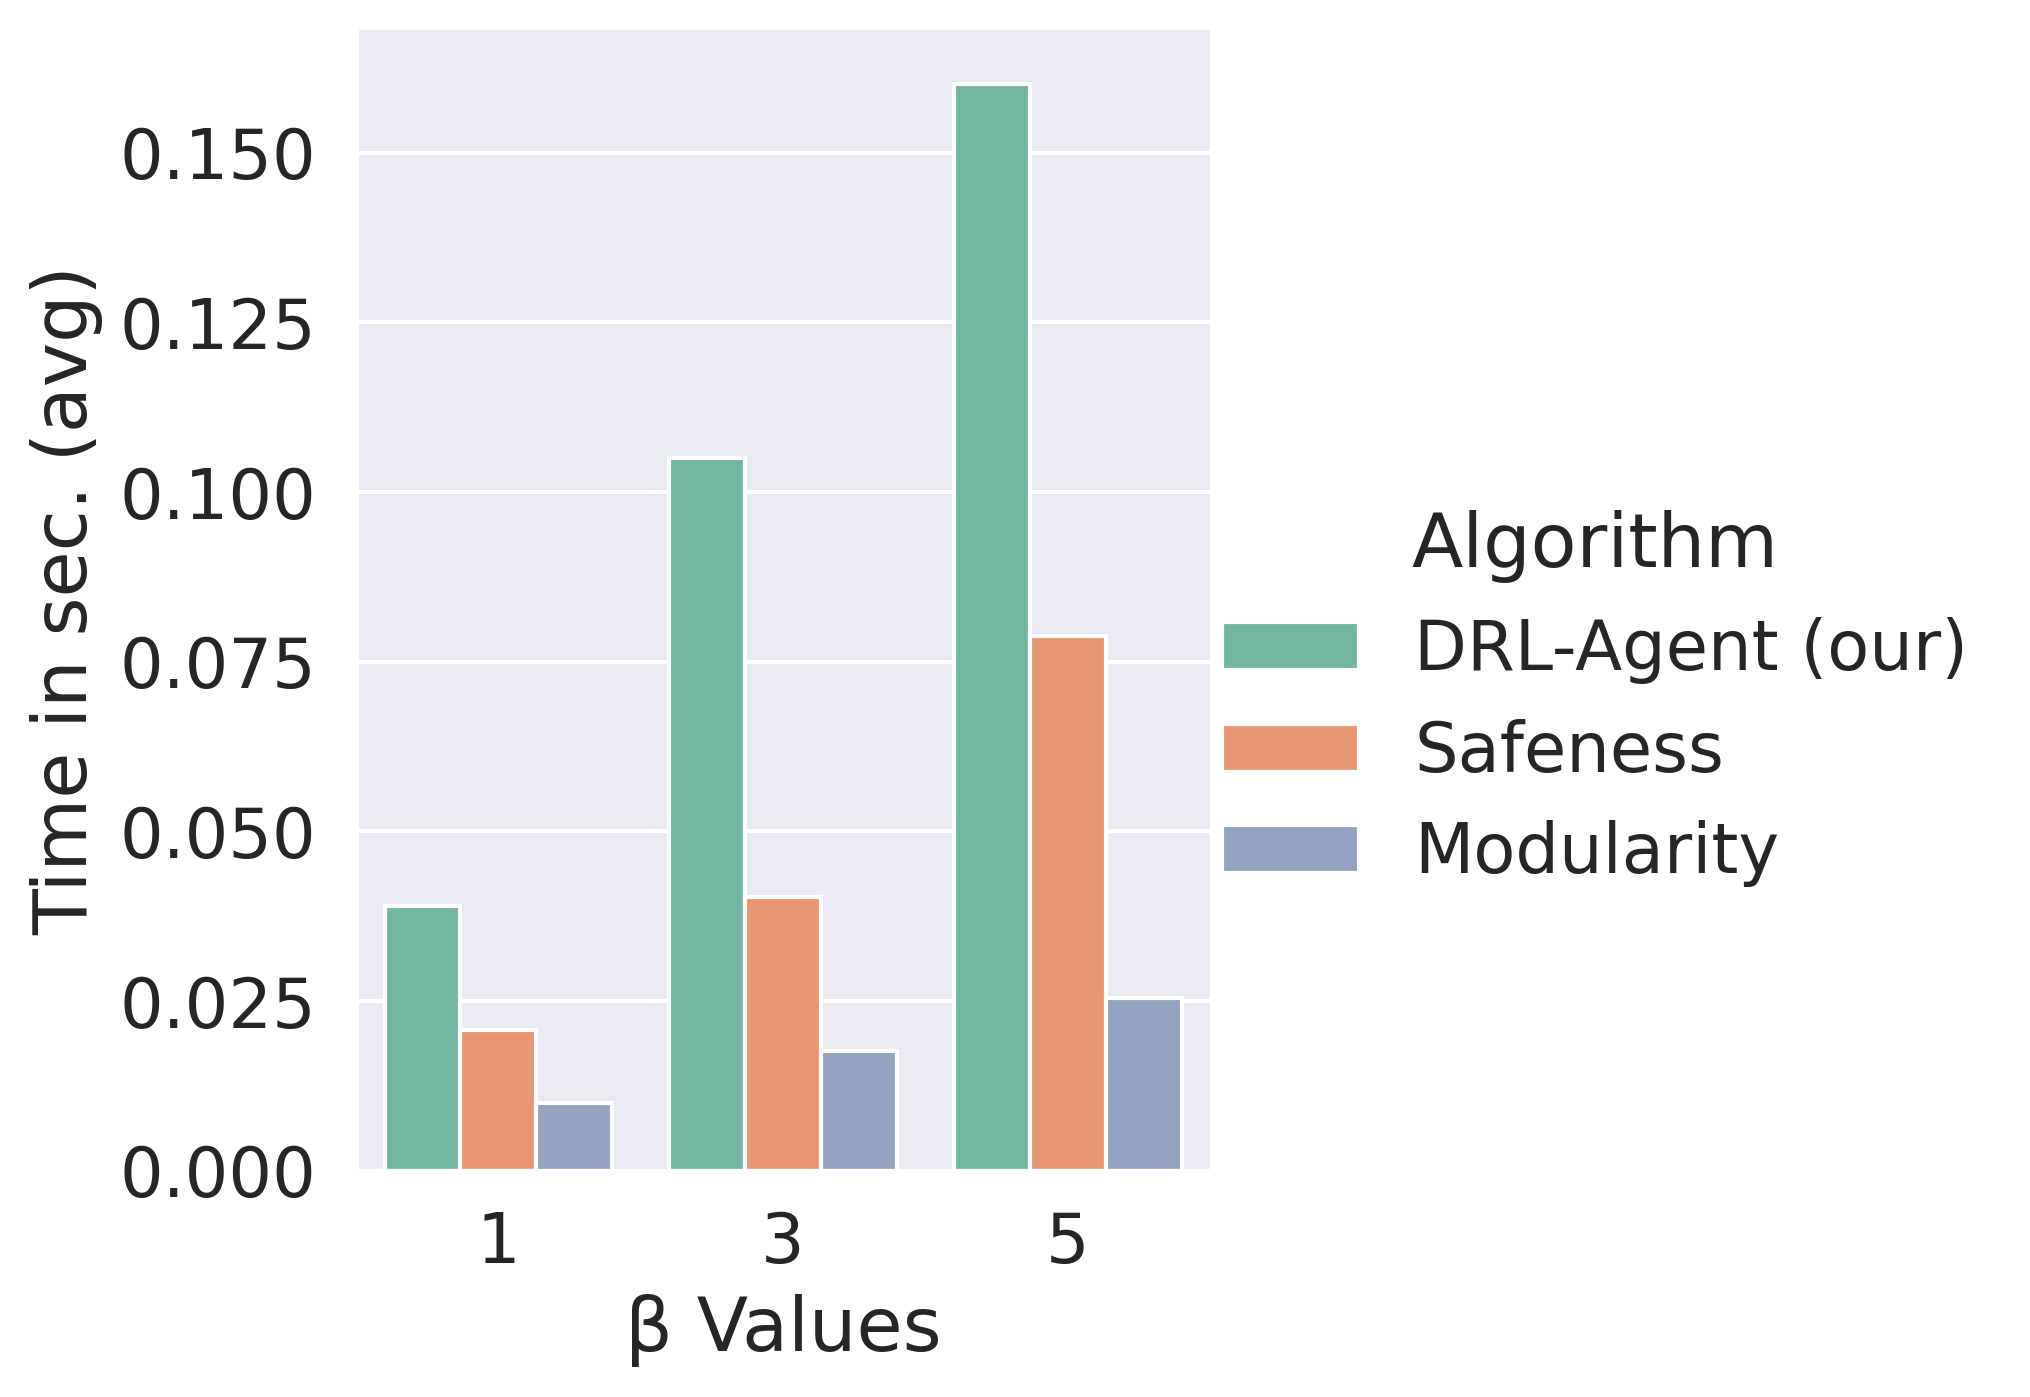 Time in sec. (avg)
0.150
0.125
0.100
0.075
0.050
0.025
0.000
1
3
5
β Values
Algorithm
DRL-Agent (our)
Safeness
Modularity